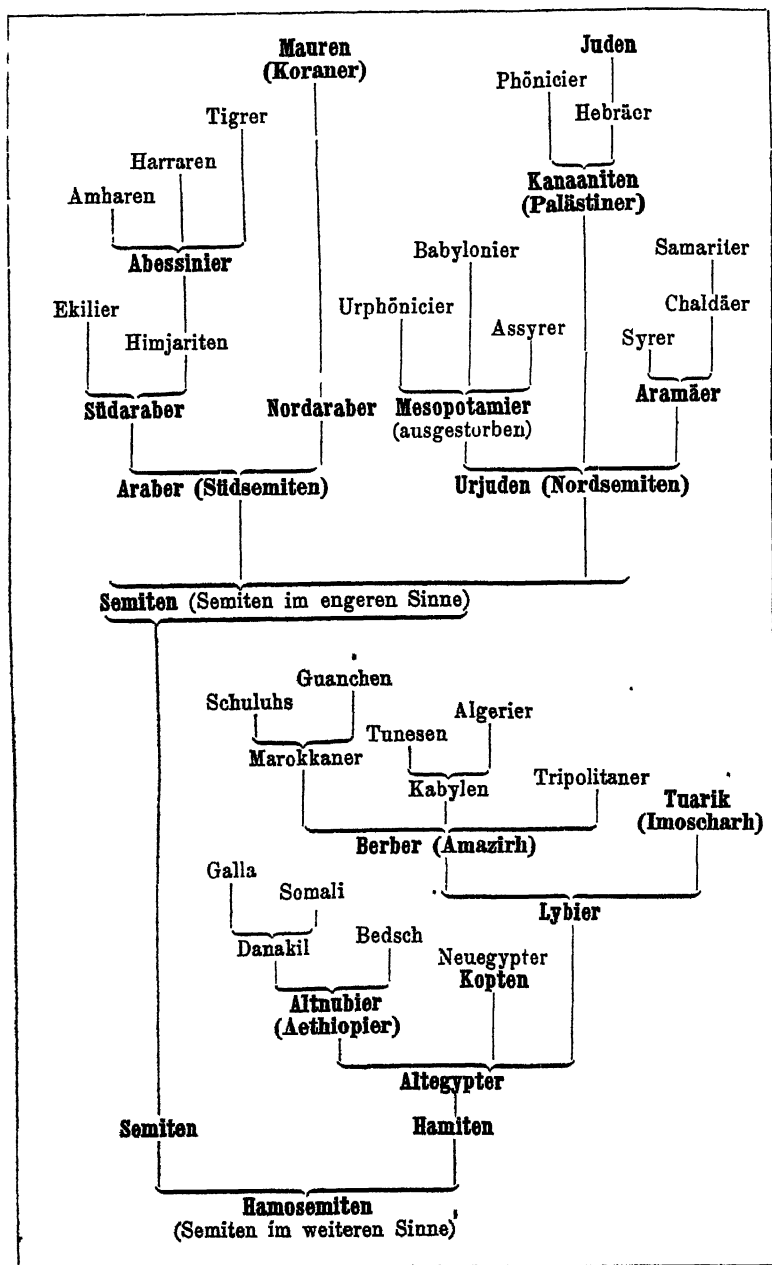 Mauren
(Koraner)
Juden
Phönicier
Tigrer
Hebräer
Harraren
Amharen
Kanaaniten
(Palästiner)
Abessinier
Babylonier
Samariter
Ekilier
Urphönicier
Chaldäer
Assyrer
Himjariten
Syrer
Südaraber
Nordaraber
Mesopotamier
(ausgestorben)
Aramäer
Araber (Südsemiten)
Urjuden (Nordsemiten)
Semiten (Semiten im engeren Sinne)
Guanchen
Schuluhs
Algerier
Tunesen
Marokkaner
Kabylen
Tripolitaner
Tuarik
(Imoscharh)
Berber (Amazirh)
Galla
Somali
Lybier
Danakil
Bedsch
Neuegypter
Kopten
Altnubier
(Aethiopier)
Altegypter
Semiten
Hamiten
Hamosemiten
(Semiten im weiteren Sinne)